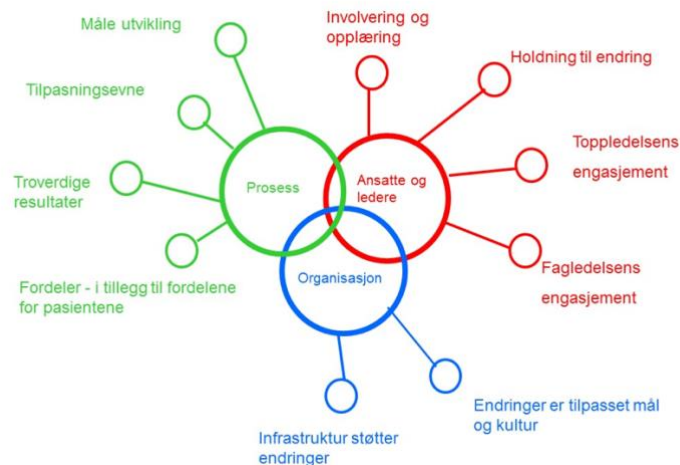 Måle utvikling
Involvering og
opplæring
Holdning til endring
Tilpasningsevne
Toppledelsens
engasjement
Troverdige
resultater
Prosess
Ansatte og
ledere
Fagledelsens
engasjement
Fordeler - i tillegg til fordelene
for pasientene
Organisasjon
Endringer er tilpasset mål
og kultur
Infrastruktur støtter
endringer